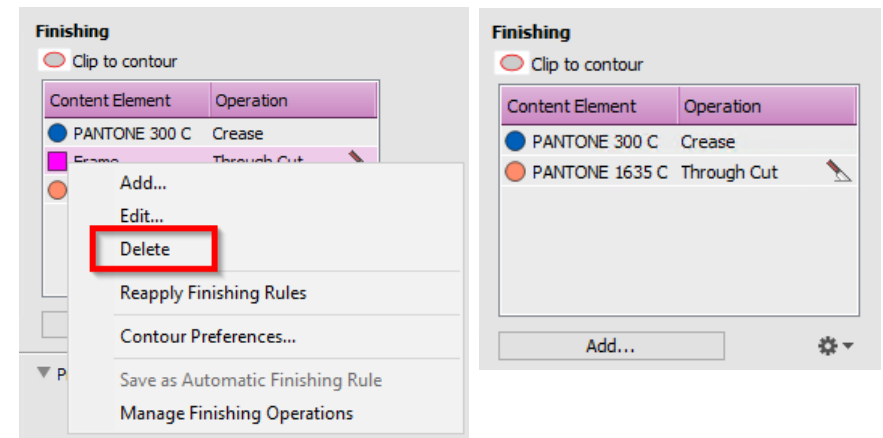 Finishing
Clip to contour
Content Element Operation
PANTONE 300 C Crease
Frame Through Cut
Add...
Edit...
Delete
Reapply Finishing Rules
Contour Preferences...
Save as Automatic Finishing Rule
Manage Finishing Operations
P
Finishing
Clip to contour
Content Element Operation
PANTONE 300 C Crease
PANTONE 1635 C Through Cut
Add...